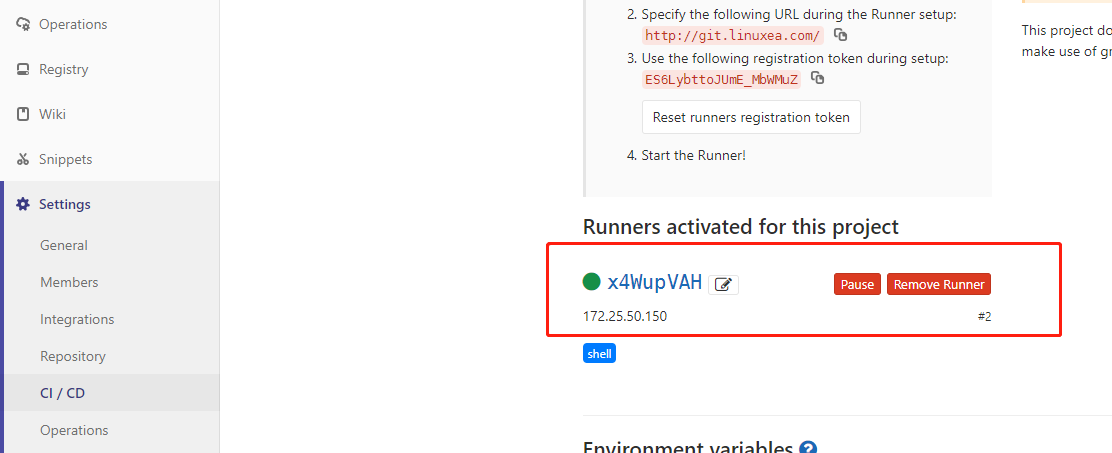 Operations
Registry
Wiki
Snippets
Settings
General
Members
Integrations
Repository
CI / CD
Operations
2. Specify the following URL during the Runner setup:
http://git.linuxea.com/
3. Use the following registration token during setup:
ES6LybttoJUmE_MbWMuZ
Reset runners registration token
4. Start the Runner!
Runners activated for this project
x4WupVAH
Pause
Remove Runner
172.25.50.150
#2
shell
Environment variables ?
This project do
make use of gr